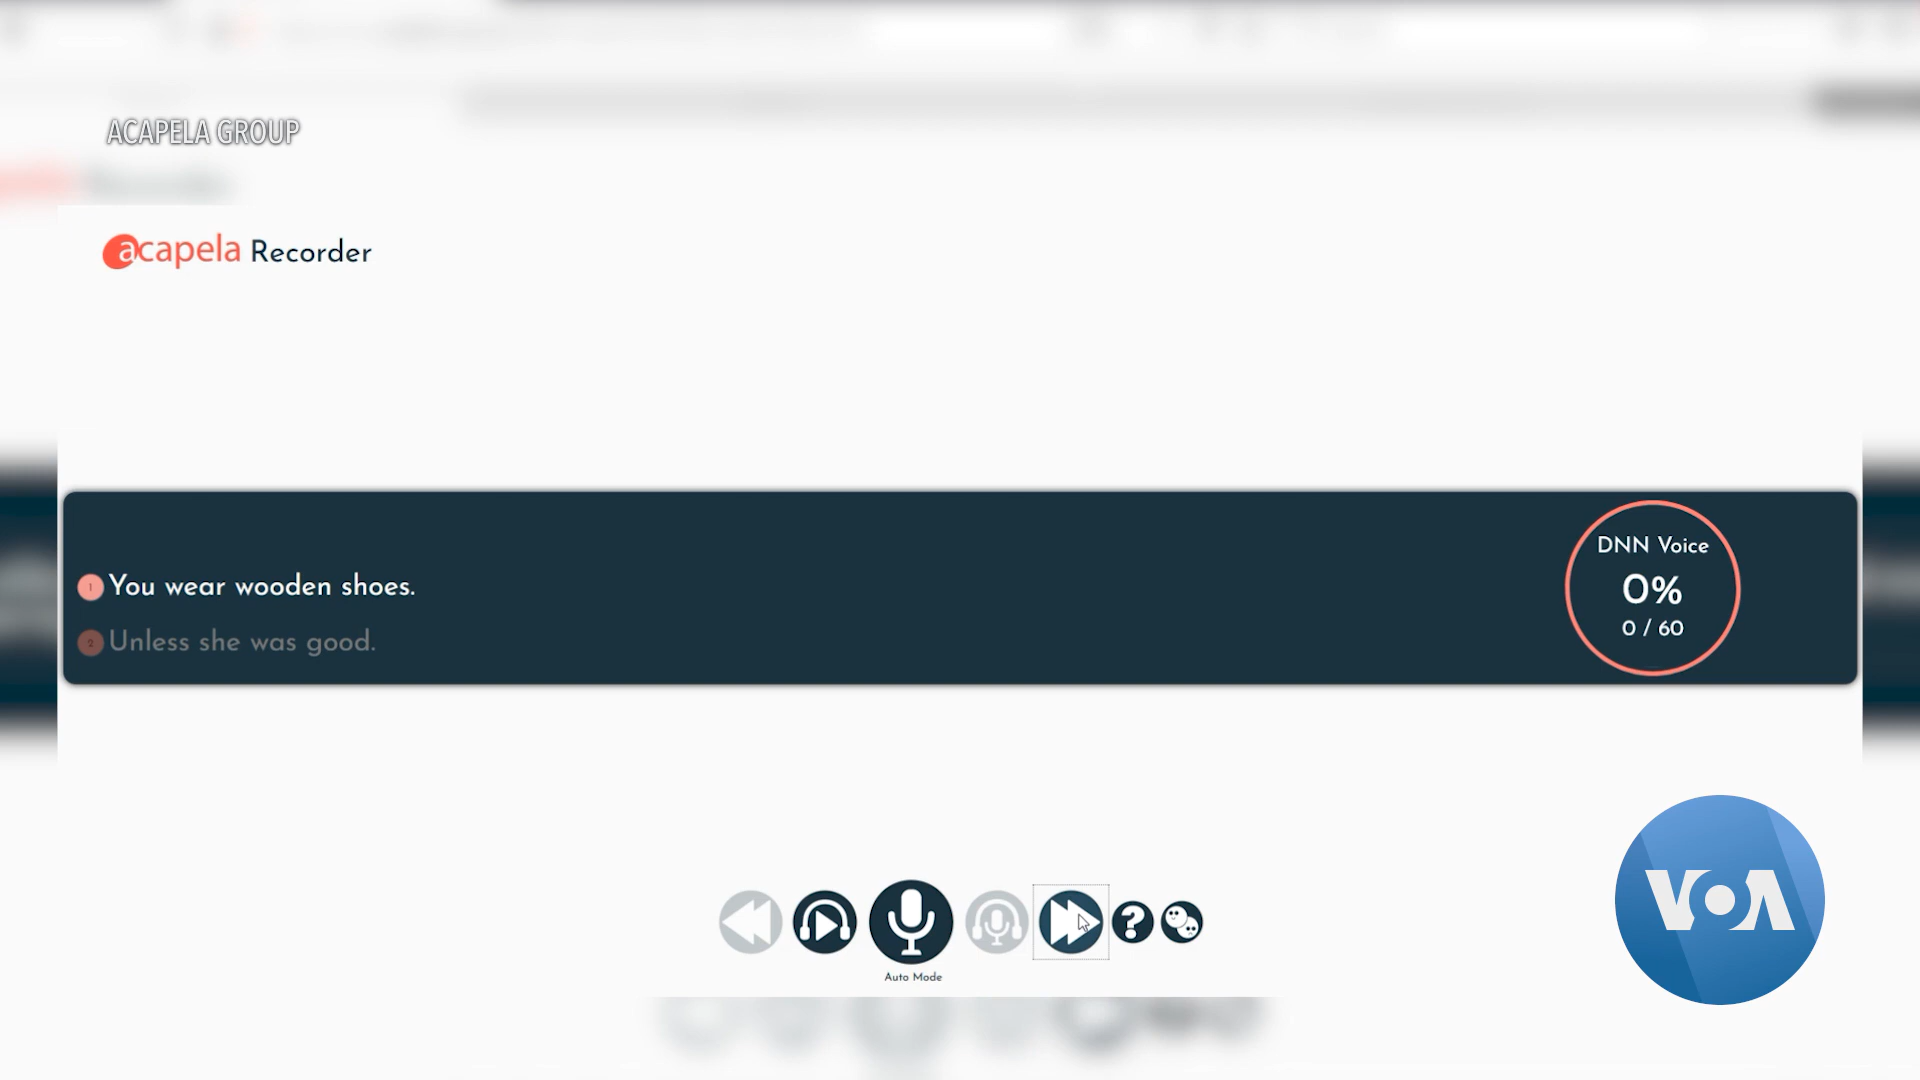 ACAPELA GROUP
acapela Recorder
DNN Voice
1 You wear wooden shoes.
0%
0 / 60
2 Unless she was good.
?
Auto Mode
VOA